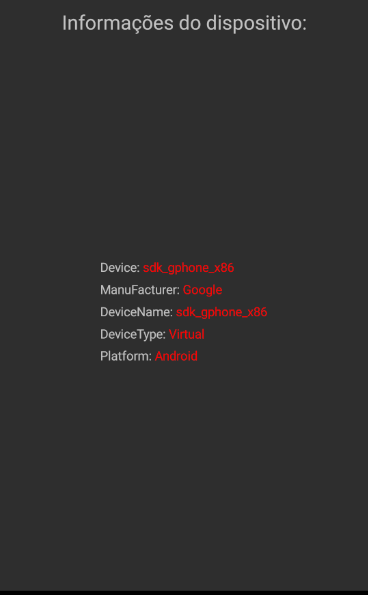 Informações do dispositivo:
Device: sdk_gphone_x86
ManuFacturer: Google
DeviceName: sdk_gphone_x86
DeviceType: Virtual
Platform: Android